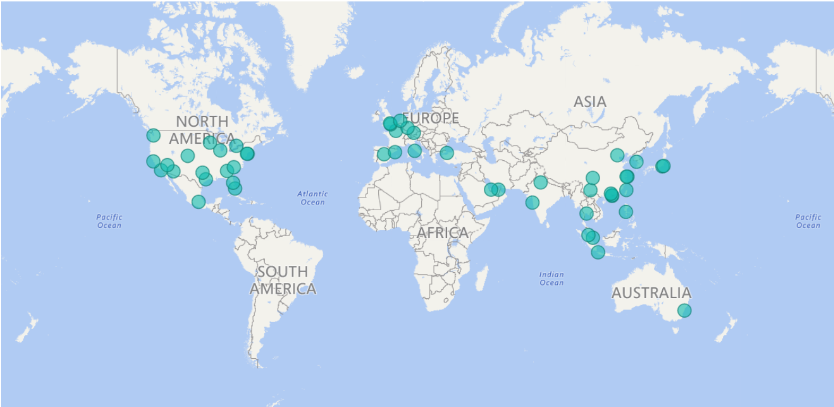 NORTH
AMERICA
EUROPE
ASIA
Atlantic
Ocean
Pacific
Ocean
Pacific
Ocean
AFRICA
SOUTH
AMERICA
Indian
Ocean
AUSTRALIA